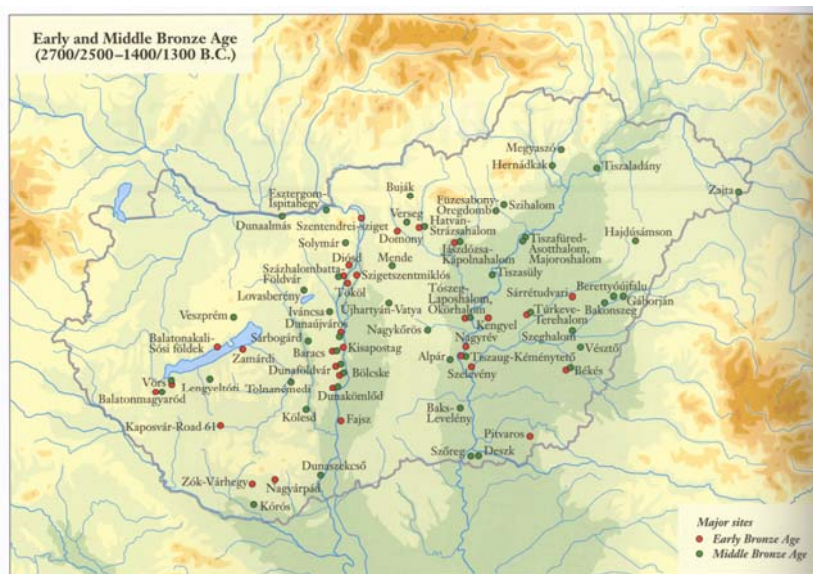 Early and Middle Bronze Age
(2700/2500–1400/1300 B.C.)
Megyaszó
Hernádkak
Tiszaladány
Zajta
Buják
Esztergom-
Ispitahegy
Dunaalmás
Szentendrei-sziget
Verseg
Füzesabony-
Öregdomb
Szihalom
Hatvan-
Strázsahalom
Domony
Hajdúsámson
Solymár
Jászdózsa-
Kápolnahalom
Tiszafüred-
Ásotthalom,
Majoroshalom
Diósd
Mende
Százhalombatta-
Földvár
Szigetszentmiklós
Tiszasüly
Tököl
Lovasberény
Tószeg-
Laposhalom,
Ökörhalom
Sárrétudvari
Berettyóújfalu
Gáborján
Bakonszeg
Veszprém
Iváncsa
Újhartyán-Vatya
Dunaújváros
Nagykőrös
Kengyel
Túrkeve-
Terehalom
Balatonakali-
Sósi földek
Sárbogárd
Szeghalom
Nagyrév
Zamárdi
Baracs
Kisapostag
Alpár
Tiszaug-Kéménytető
Vésztő
Vörs
Lengyeltóti
Tolnanémedi
Dunaföldvár
Bölcske
Szelevény
Békés
Balatonmagyaród
Dunakömlőd
Kölesd
Baks-
Levelény
Kaposvár-Road 61
Fajsz
Pitvaros
Dunaszekcső
Szőreg
Deszk
Zók-Várhegy
Nagyárpád
Kórós
Major sites
Early Bronze Age
Middle Bronze Age